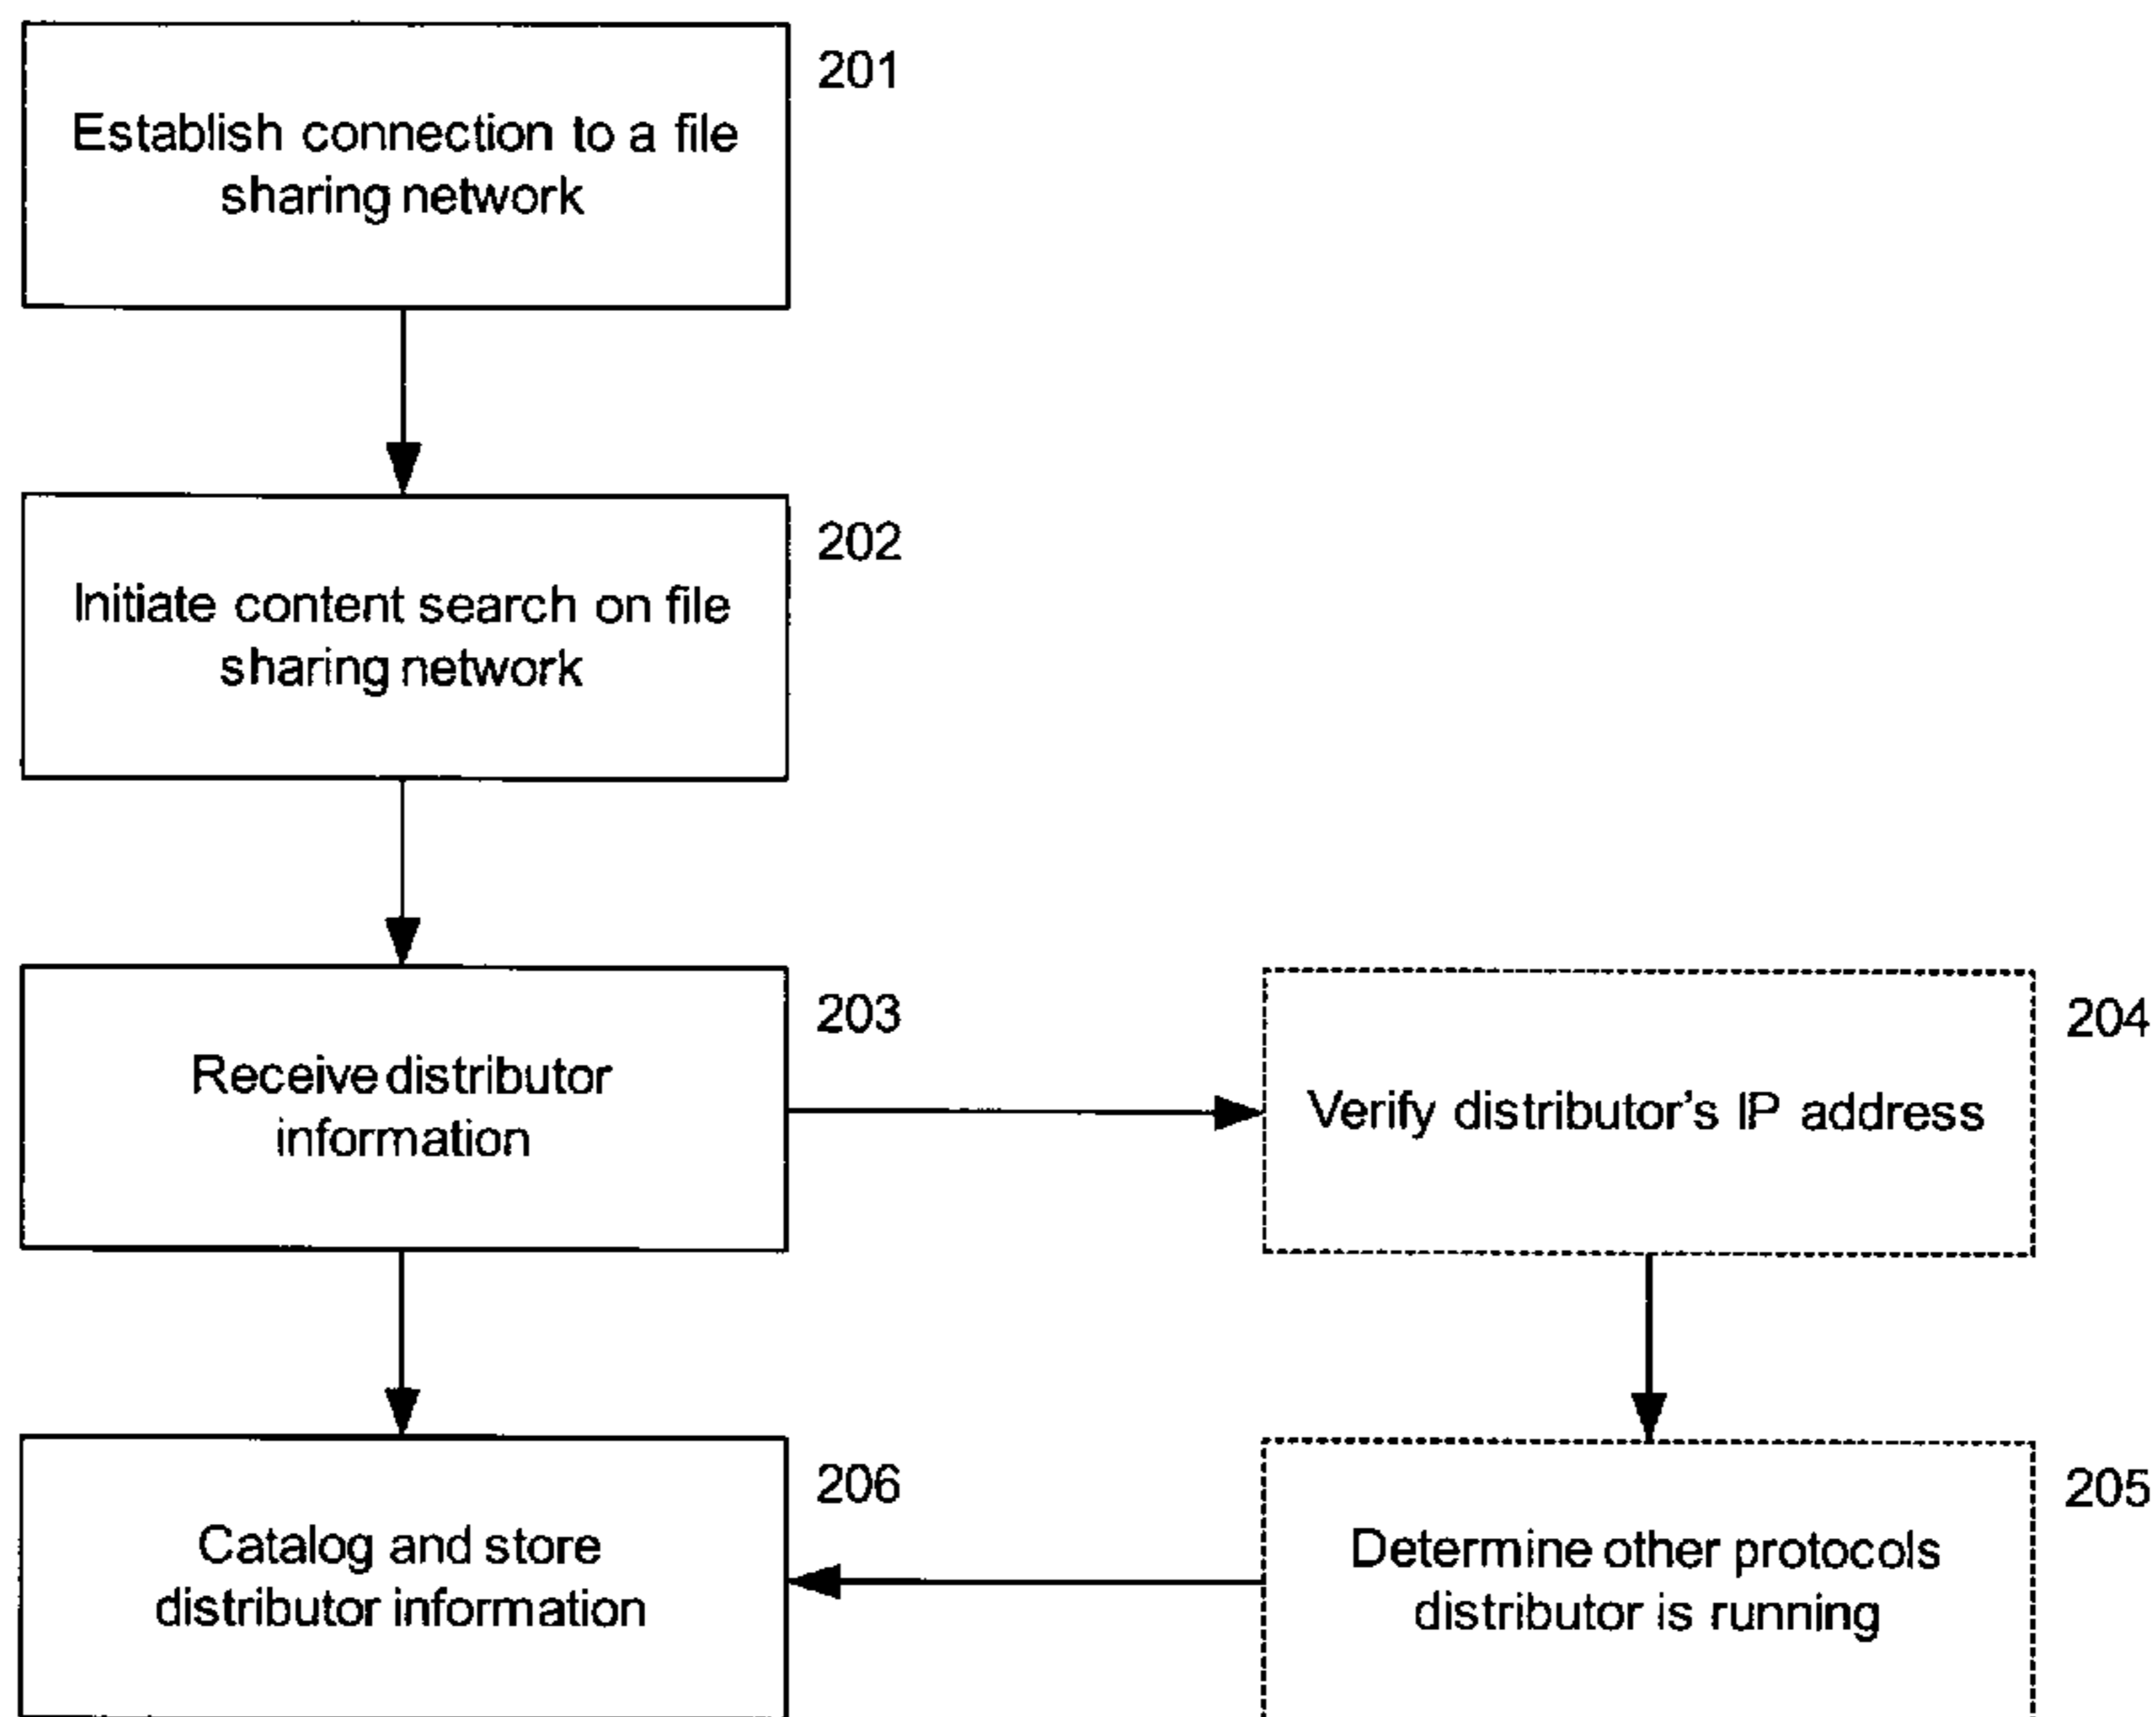 201
Establish connection to a file
sharing network
202
Initiate content search on file
sharing network
203
Receive distributor
information
204
Verify distributor's IP address
206
Catalog and store
distributor information
205
Determine other protocols
distributor is running